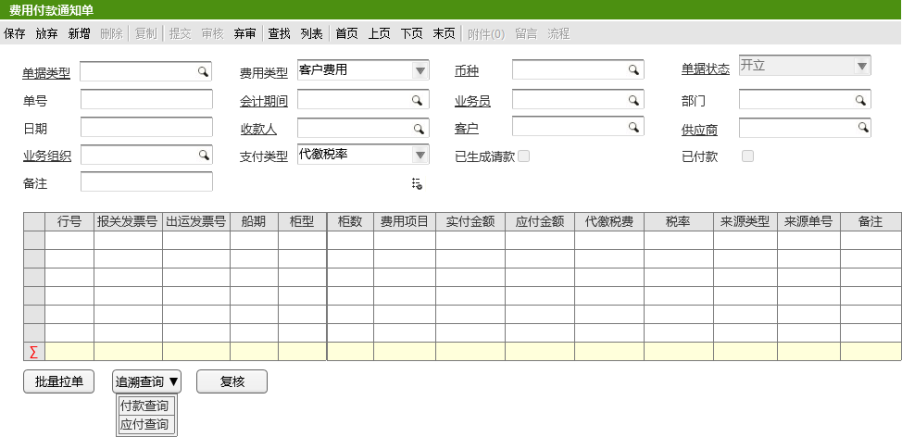 费用付款通知单
保存 放弃 新增 删除 复制 提交 审核 弃审 查找 列表 首页 上页 下页 末页 附件(0) 留言 流程
单据类型 费用类型 客户费用 币种 单据状态 开立
单号 会计期间 业务员 部门
日期 收款人 客户 供应商
业务组织 支付类型 代缴税率 已生成请款 已付款
备注
行号 报关发票号 出运发票号 船期 柜型 柜数 费用项目 实付金额 应付金额 代缴税费 税率 来源类型 来源单号 备注
Σ
批量拉单 追溯查询 ▼ 复核
付款查询
应付查询